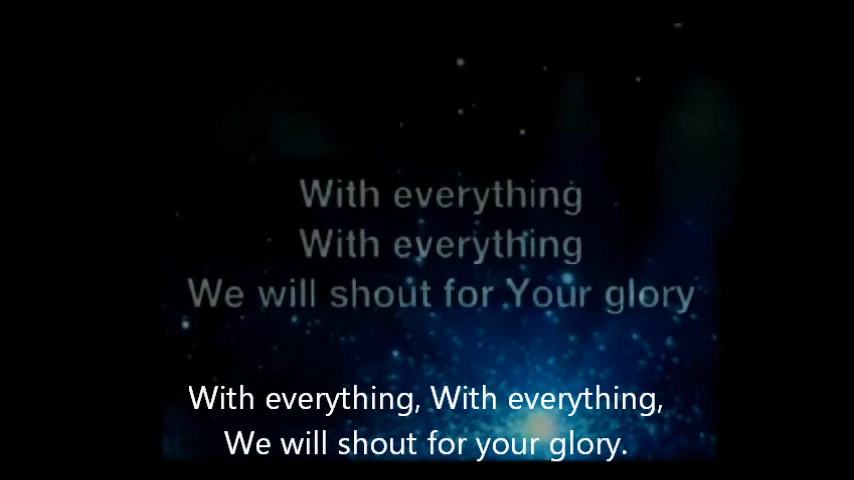 With everything
With everything
We will shout for Your glory
With everything, With everything,
We will shout for your glory.